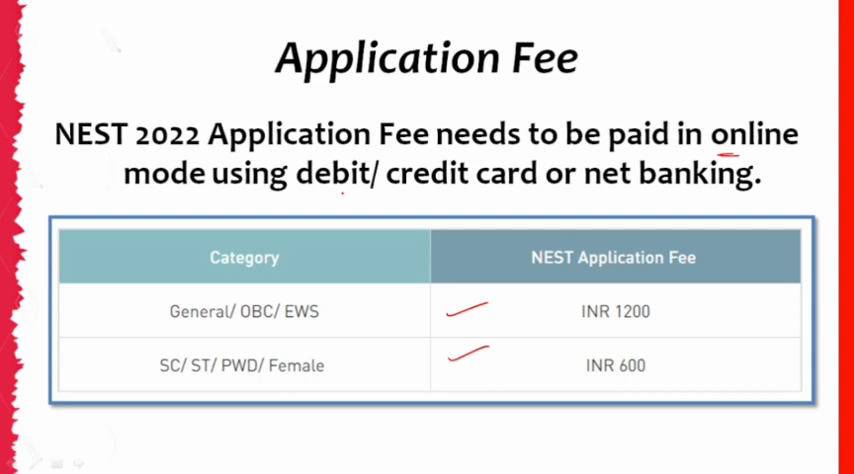 Application Fee
NEST 2022 Application Fee needs to be paid in online
mode using debit/ credit card or net banking.
Category NEST Application Fee
General/ OBC/ EWS INR 1200
SC/ ST/ PWD/ Female INR 600